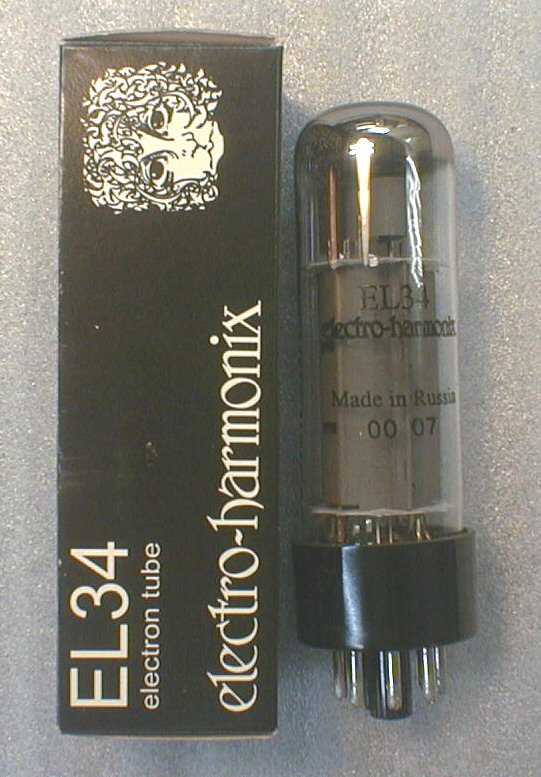 EL34
electron tube
electro-harmonix
EL34
electro-harmonix
Made in Russia
00 07